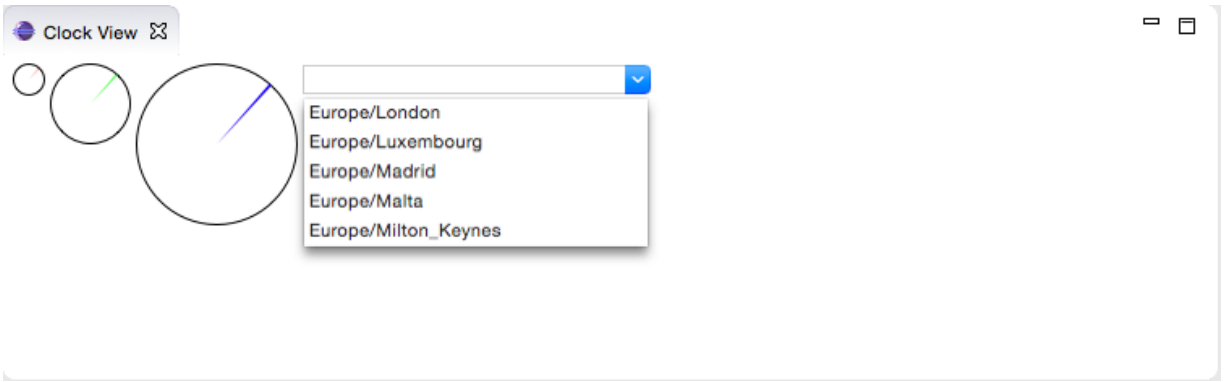 Clock View
Europe/London
Europe/Luxembourg
Europe/Madrid
Europe/Malta
Europe/Milton_Keynes